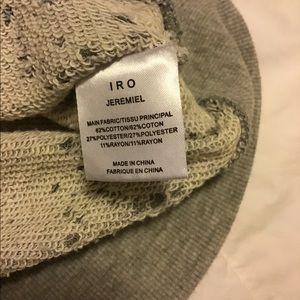 IRO
JEREMIEL
MAIN FABRIC/TISSU PRINCIPAL
62%COTTON/62%COTON
27%POLYESTER/27%POLYESTER
11%RAYON/11%RAYON
MADE IN CHINA
FABRIQUE EN CHINA